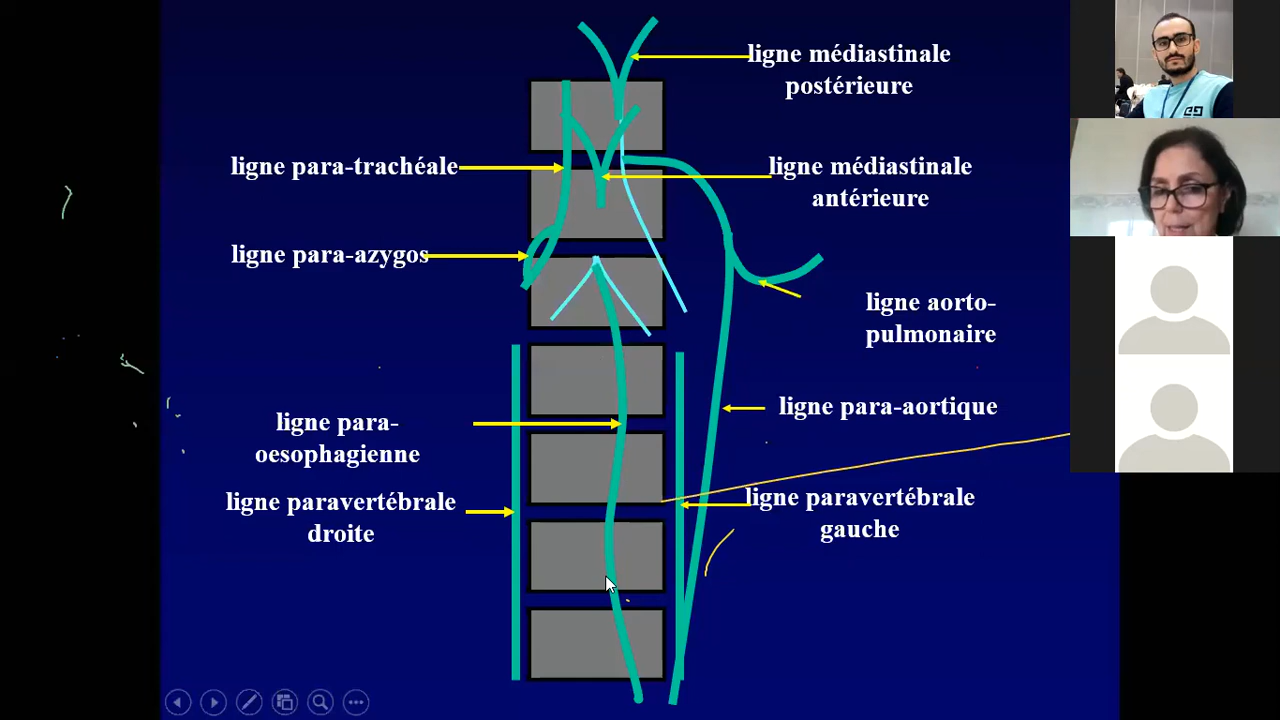 ligne médiastinale
postérieure
ligne para-trachéale
ligne médiastinale
antérieure
ligne para-azygos
ligne aorto-
pulmonaire
ligne para-aortique
ligne para-
oesophagienne
ligne paravertébrale
droite
ligne paravertébrale
gauche